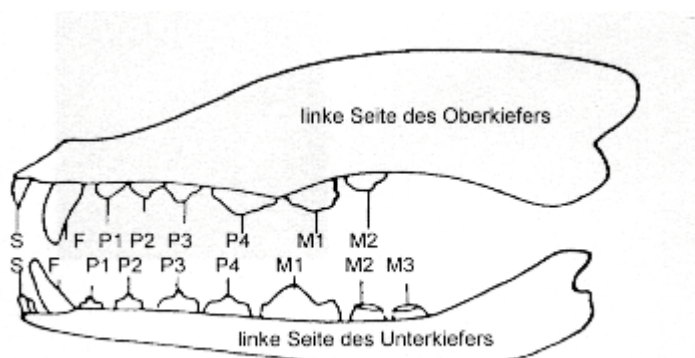 linke Seite des Oberkiefers
S F P1 P2 P3 P4 M1 M2
S F P1 P2 P3 P4 M1 M2 M3
linke Seite des Unterkiefers